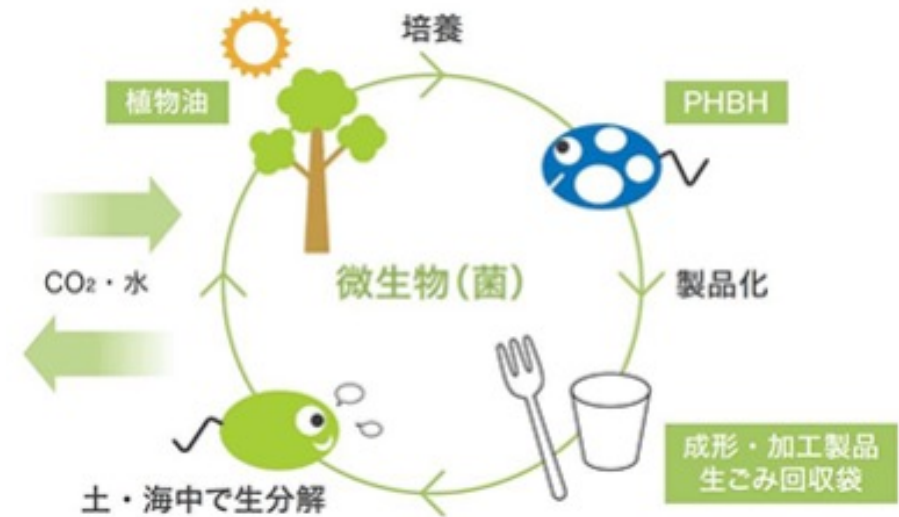 培養
植物油
PHBH
CO2・水
微生物(菌)
製品化
成形・加工製品
生ごみ回収袋
土・海中で生分解